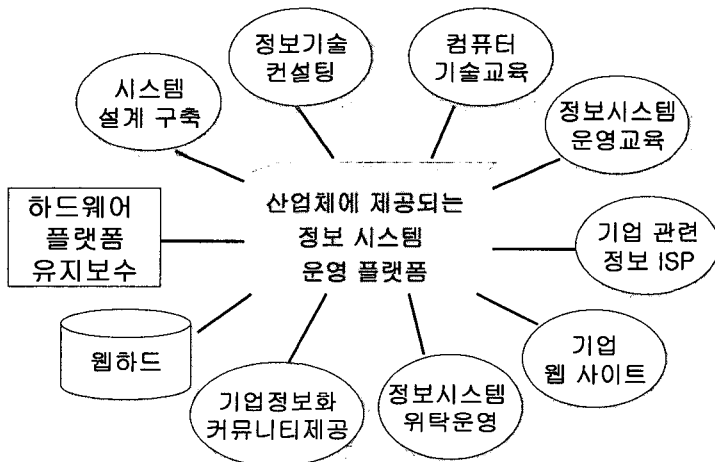 정보기술
컨설팅
컴퓨터
기술교육
시스템
설계 구축
정보시스템
운영교육
산업체에 제공되는
정보 시스템
운영 플랫폼
하드웨어
플랫폼
유지보수
기업 관련
정보 ISP
웹하드
기업
웹 사이트
기업정보화
커뮤니티제공
정보시스템
위탁운영